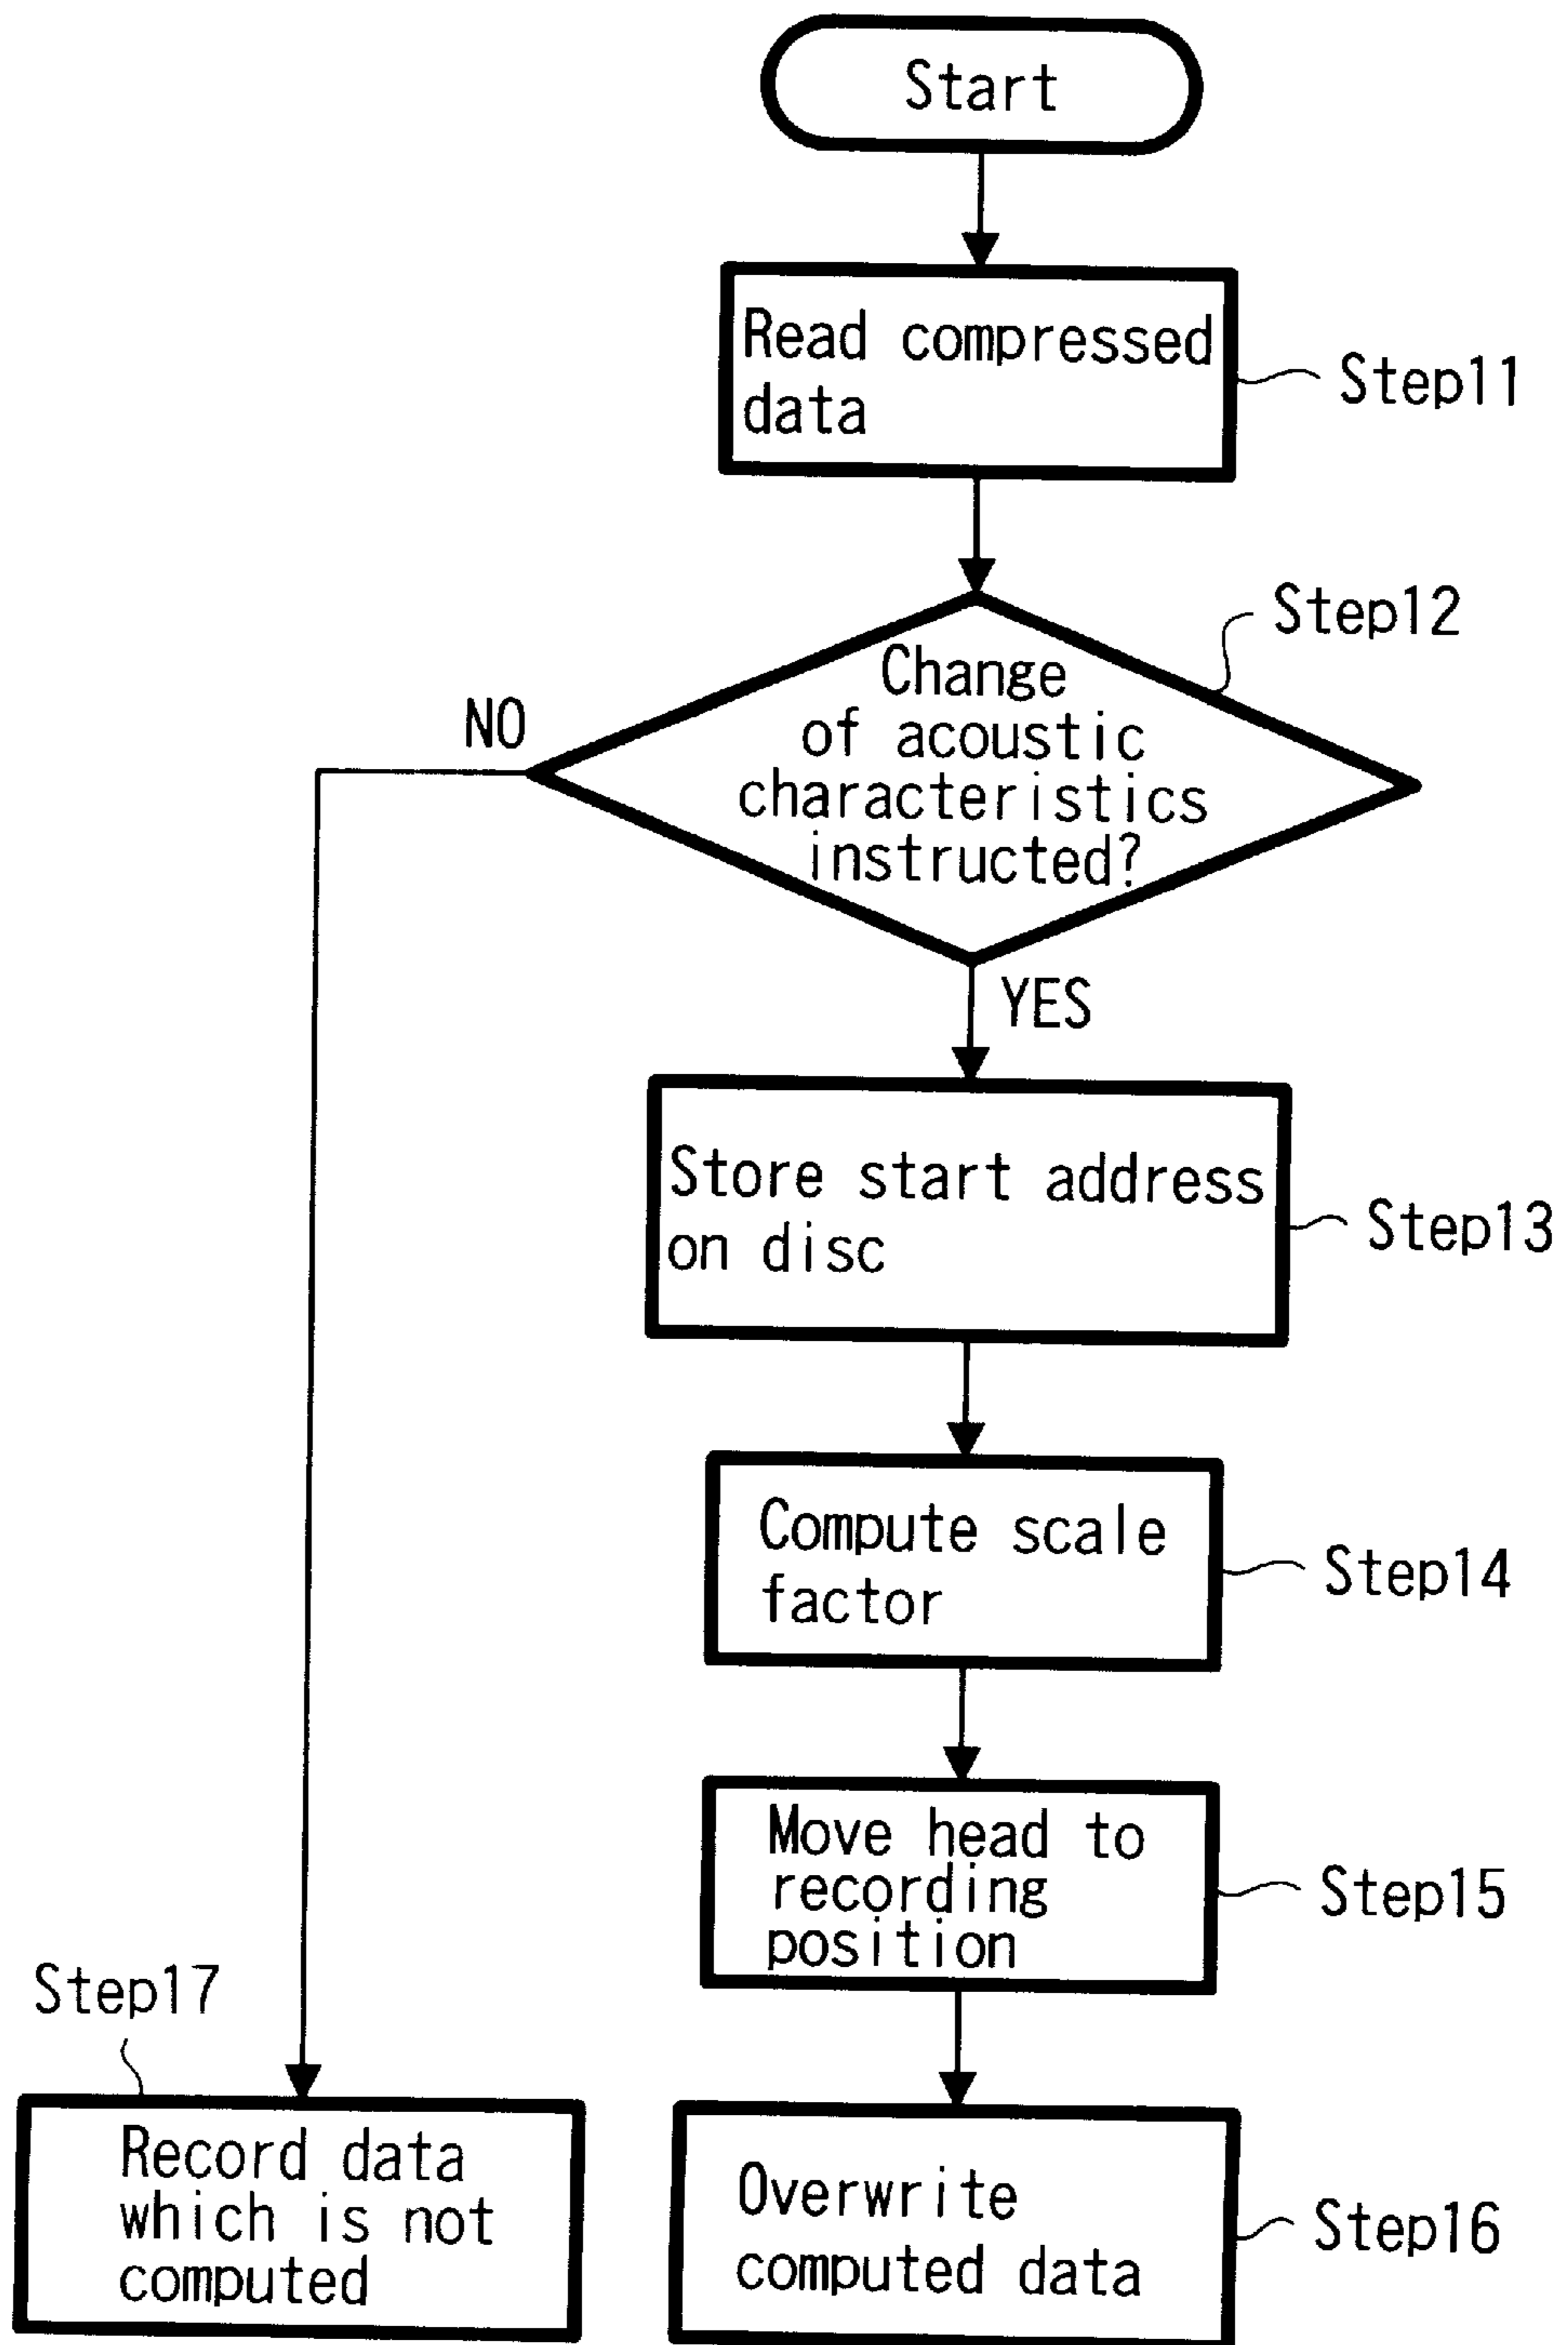 Start
Read compressed
data
Step11
Step12
Change
of acoustic
characteristics
instructed?
NO
YES
Store start address
on disc
Step13
Compute scale
factor
Step14
Move head to
recording
position
Step15
Step17
Record data
which is not
computed
Overwrite
computed data
Step16